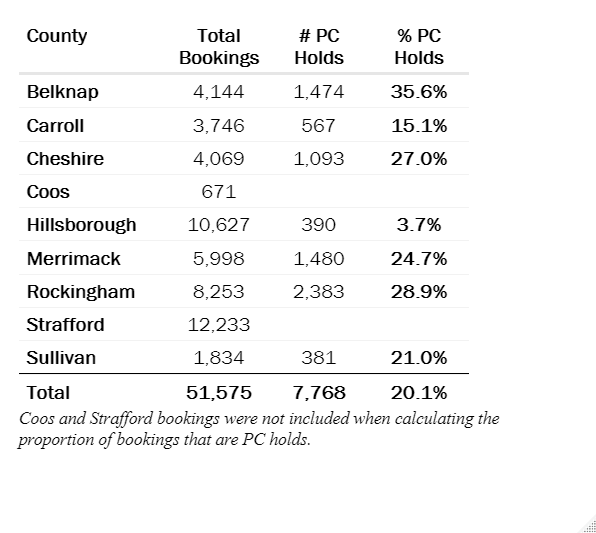 County Total Bookings # PC Holds % PC Holds
Belknap 4,144 1,474 35.6%
Carroll 3,746 567 15.1%
Cheshire 4,069 1,093 27.0%
Coos 671
Hillsborough 10,627 390 3.7%
Merrimack 5,998 1,480 24.7%
Rockingham 8,253 2,383 28.9%
Strafford 12,233
Sullivan 1,834 381 21.0%
Total 51,575 7,768 20.1%
Coos and Strafford bookings were not included when calculating the
proportion of bookings that are PC holds.